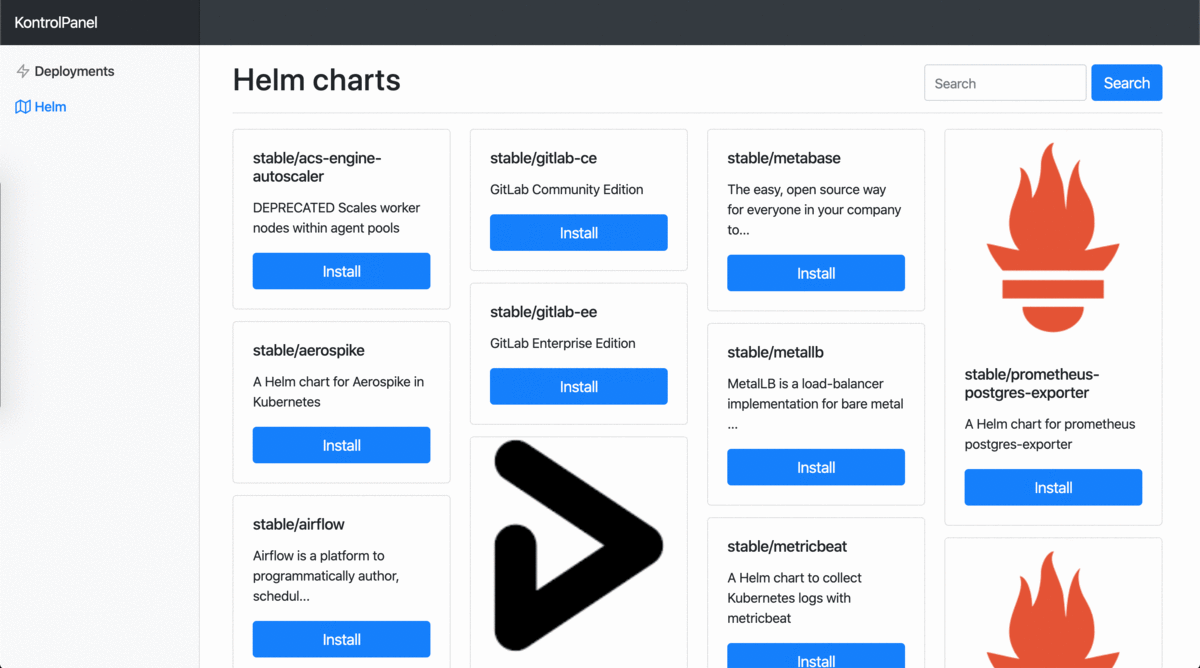 KontrolPanel
Deployments
Helm
Helm charts
Search
Search
stable/acs-engine-
autoscaler
DEPRECATED Scales worker
nodes within agent pools
Install
stable/aerospike
A Helm chart for Aerospike in
Kubernetes
Install
stable/airflow
Airflow is a platform to
programmatically author,
schedul...
Install
stable/gitlab-ce
GitLab Community Edition
Install
stable/gitlab-ee
GitLab Enterprise Edition
Install
stable/metabase
The easy, open source way
for everyone in your company
to...
Install
stable/metallb
MetalLB is a load-balancer
implementation for bare metal
...
Install
stable/metricbeat
A Helm chart to collect
Kubernetes logs with
metricbeat
Install
stable/prometheus-
postgres-exporter
A Helm chart for prometheus
postgres-exporter
Install